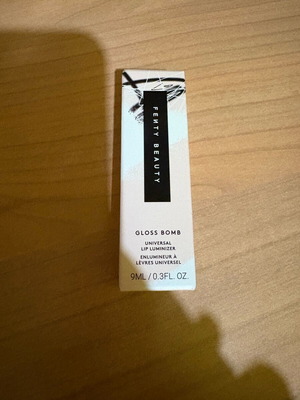 FENTY BEAUTY
GLOSS BOMB
UNIVERSAL
LIP LUMINIZER
ENLUMINEUR À
LÈVRES UNIVERSEL
9ML / 0.3FL. OZ.